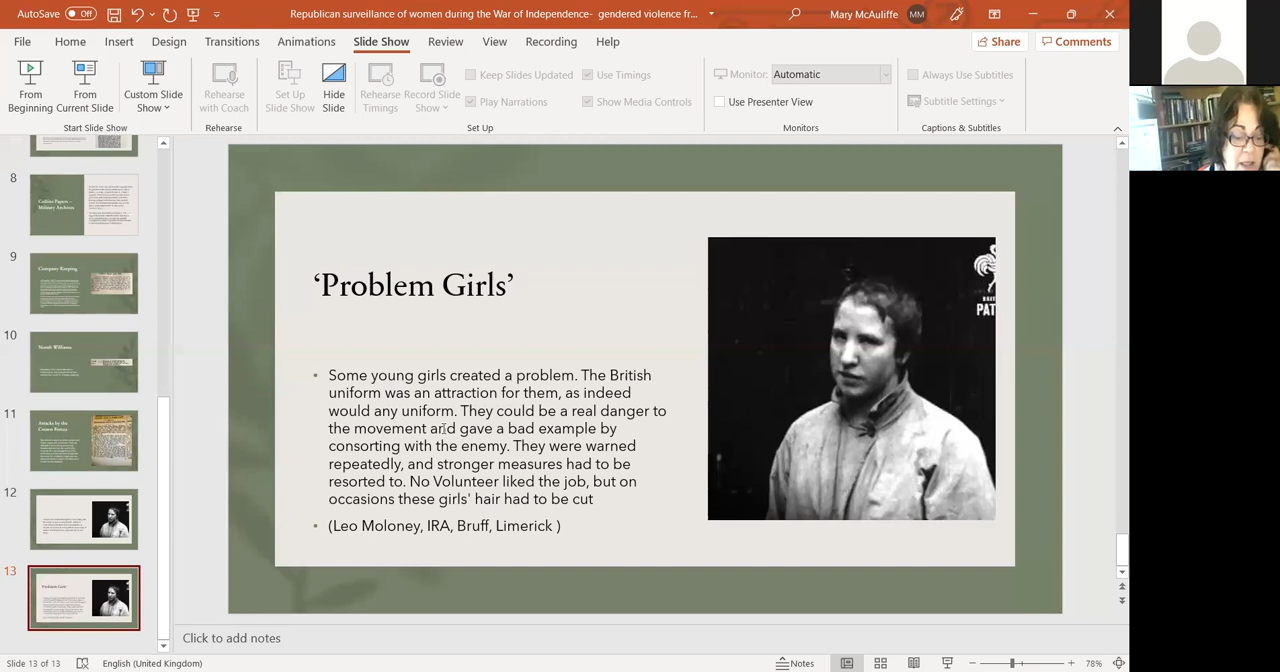 AutoSave Off
Republican surveillance of women during the War of Independence- gendered violence fr...
Mary McAuliffe MM
File Home Insert Design Transitions Animations Slide Show Review View Recording Help
Share Comments
From Beginning
From Current Slide
Custom Slide Show
Start Slide Show
Rehearse with Coach
Rehearse
Set Up Slide Show
Hide Slide
Rehearse Timings
Record Slide Show
Keep Slides Updated
Play Narrations
Use Timings
Show Media Controls
Set Up
Monitor: Automatic
Use Presenter View
Monitors
Always Use Subtitles
Subtitle Settings
Captions & Subtitles
8
Collins Papers –
Military Archives
9
Company Keeping
10
Norah Williams
11
Attacks by the
Crown Forces
12
13
'Problem Girls'
‘Problem Girls’
PAT
• Some young girls created a problem. The British
uniform was an attraction for them, as indeed
would any uniform. They could be a real danger to
the movement and gave a bad example by
consorting with the enemy. They were warned
repeatedly, and stronger measures had to be
resorted to. No Volunteer liked the job, but on
occasions these girls' hair had to be cut
• (Leo Moloney, IRA, Bruff, Limerick )
Click to add notes
Slide 13 of 13
English (United Kingdom)
Notes
78%